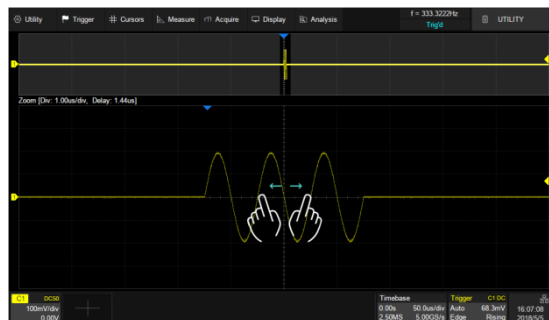 Utility Trigger Cursors Measure Acquire Display Analysis
f = 333.3222Hz
Trig'd
UTILITY
Zoom [Div: 1.00us/div, Delay: 1.44us]
C1 DC50
100mV/div
0.00V
Timebase
0.00s 50.0us/div
2.50MS 5.00GS/s
Trigger C1 DC
Auto 68.3mV
Edge Rising
16:07:08
2018/5/5